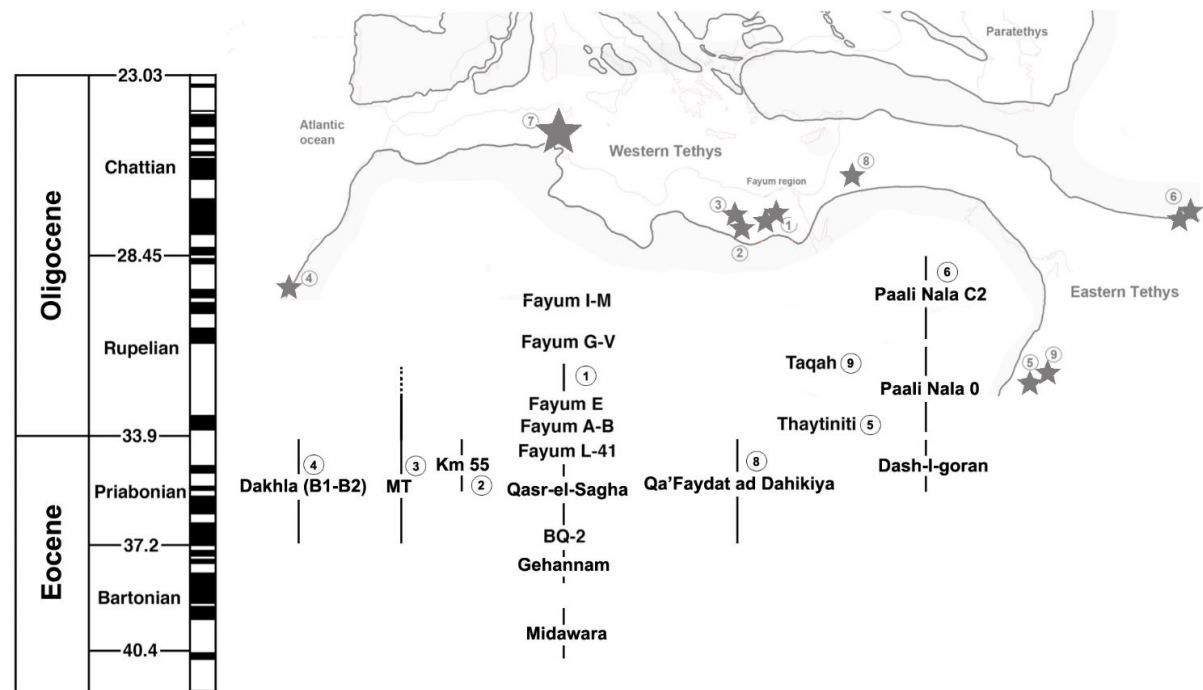 Oligocene
Eocene
Chattian
Rupelian
Priabonian
Bartonian
23.03
28.45
33.9
37.2
40.4
Paratethys
Atlantic
ocean
7
Western Tethys
8
Fayum region
6
3
1
2
4
Eastern Tethys
5
9
Fayum I-M
Fayum G-V
1
Fayum E
Fayum A-B
Fayum L-41
Qasr-el-Sagha
BQ-2
Gehannam
Midawara
4
Dakhla (B1-B2)
3
MT
Km 55
2
8
Qa'Faydat ad Dahikiya
Taqah 9
Thaytiniti 5
6
Paali Nala C2
Paali Nala 0
Dash-I-goran